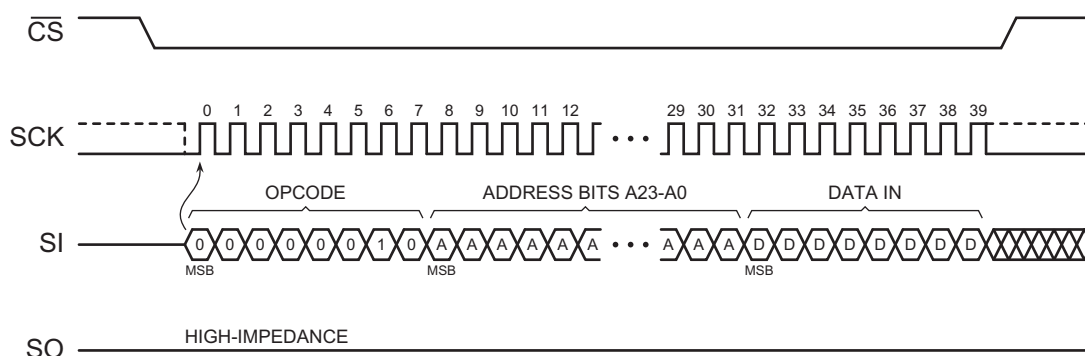 CS
SCK
0 1 2 3 4 5 6 7 8 9 10 11 12 29 30 31 32 33 34 35 36 37 38 39
OPCODE ADDRESS BITS A23-A0 DATA IN
SI
0 0 0 0 0 0 1 0 A A A A A A A A A D D D D D D D D
MSB MSB MSB
HIGH-IMPEDANCE
SO